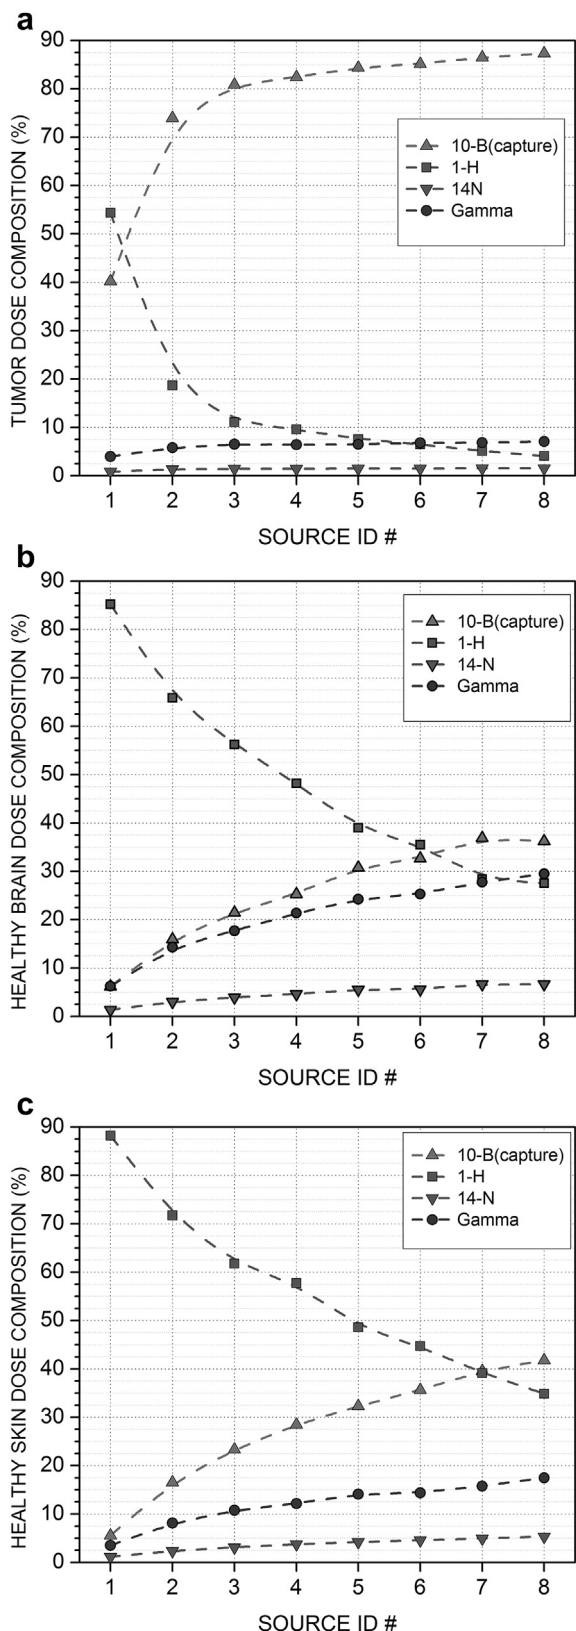 a
TUMOR DOSE COMPOSITION (%)
90
80
70
60
50
40
30
20
10
0
10-B(capture)
1-H
14N
Gamma
1 2 3 4 5 6 7 8
SOURCE ID #
b
HEALTHY BRAIN DOSE COMPOSITION (%)
90
80
70
60
50
40
30
20
10
0
10-B(capture)
1-H
14-N
Gamma
1 2 3 4 5 6 7 8
SOURCE ID #
c
HEALTHY SKIN DOSE COMPOSITION (%)
90
80
70
60
50
40
30
20
10
0
10-B(capture)
1-H
14-N
Gamma
1 2 3 4 5 6 7 8
SOURCE ID #